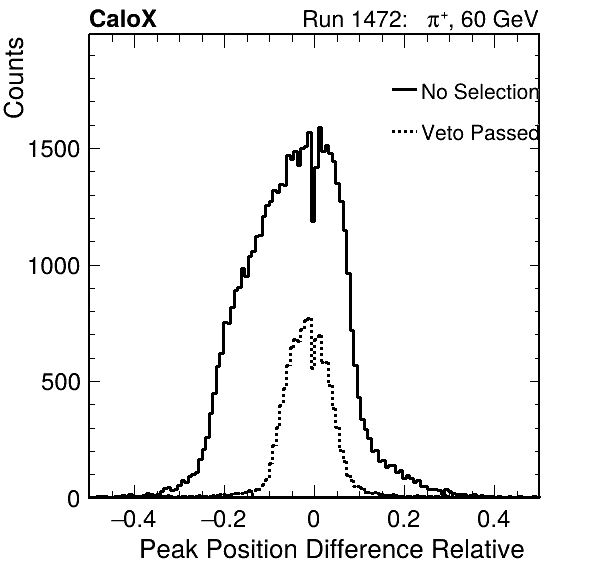 CaloX Run 1472: π⁺, 60 GeV
Counts
No Selection
Veto Passed
1500
1000
500
0
−0.4 −0.2 0 0.2 0.4
Peak Position Difference Relative